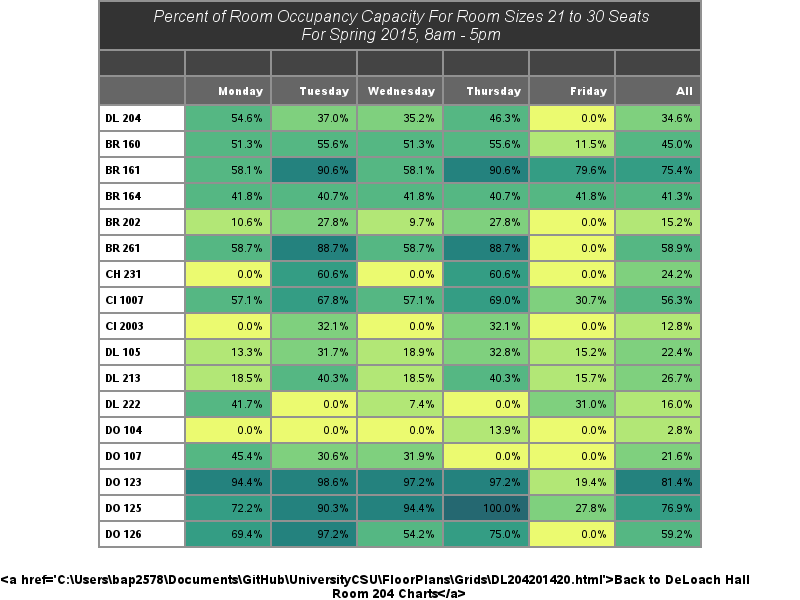 Percent of Room Occupancy Capacity For Room Sizes 21 to 30 Seats
For Spring 2015, 8am - 5pm
Monday Tuesday Wednesday Thursday Friday All
DL 204 54.6% 37.0% 35.2% 46.3% 0.0% 34.6%
BR 160 51.3% 55.6% 51.3% 55.6% 11.5% 45.0%
BR 161 58.1% 90.6% 58.1% 90.6% 79.6% 75.4%
BR 164 41.8% 40.7% 41.8% 40.7% 41.8% 41.3%
BR 202 10.6% 27.8% 9.7% 27.8% 0.0% 15.2%
BR 261 58.7% 88.7% 58.7% 88.7% 0.0% 58.9%
CH 231 0.0% 60.6% 0.0% 60.6% 0.0% 24.2%
CI 1007 57.1% 67.8% 57.1% 69.0% 30.7% 56.3%
CI 2003 0.0% 32.1% 0.0% 32.1% 0.0% 12.8%
DL 105 13.3% 31.7% 18.9% 32.8% 15.2% 22.4%
DL 213 18.5% 40.3% 18.5% 40.3% 15.7% 26.7%
DL 222 41.7% 0.0% 7.4% 0.0% 31.0% 16.0%
DO 104 0.0% 0.0% 0.0% 13.9% 0.0% 2.8%
DO 107 45.4% 30.6% 31.9% 0.0% 0.0% 21.6%
DO 123 94.4% 98.6% 97.2% 97.2% 19.4% 81.4%
DO 125 72.2% 90.3% 94.4% 100.0% 27.8% 76.9%
DO 126 69.4% 97.2% 54.2% 75.0% 0.0% 59.2%
<a href='C:\Users\bap2578\Documents\GitHub\UniversityCSU\FloorPlans\Grids\DL204201420.html'>Back to DeLoach Hall
Room 204 Charts</a>